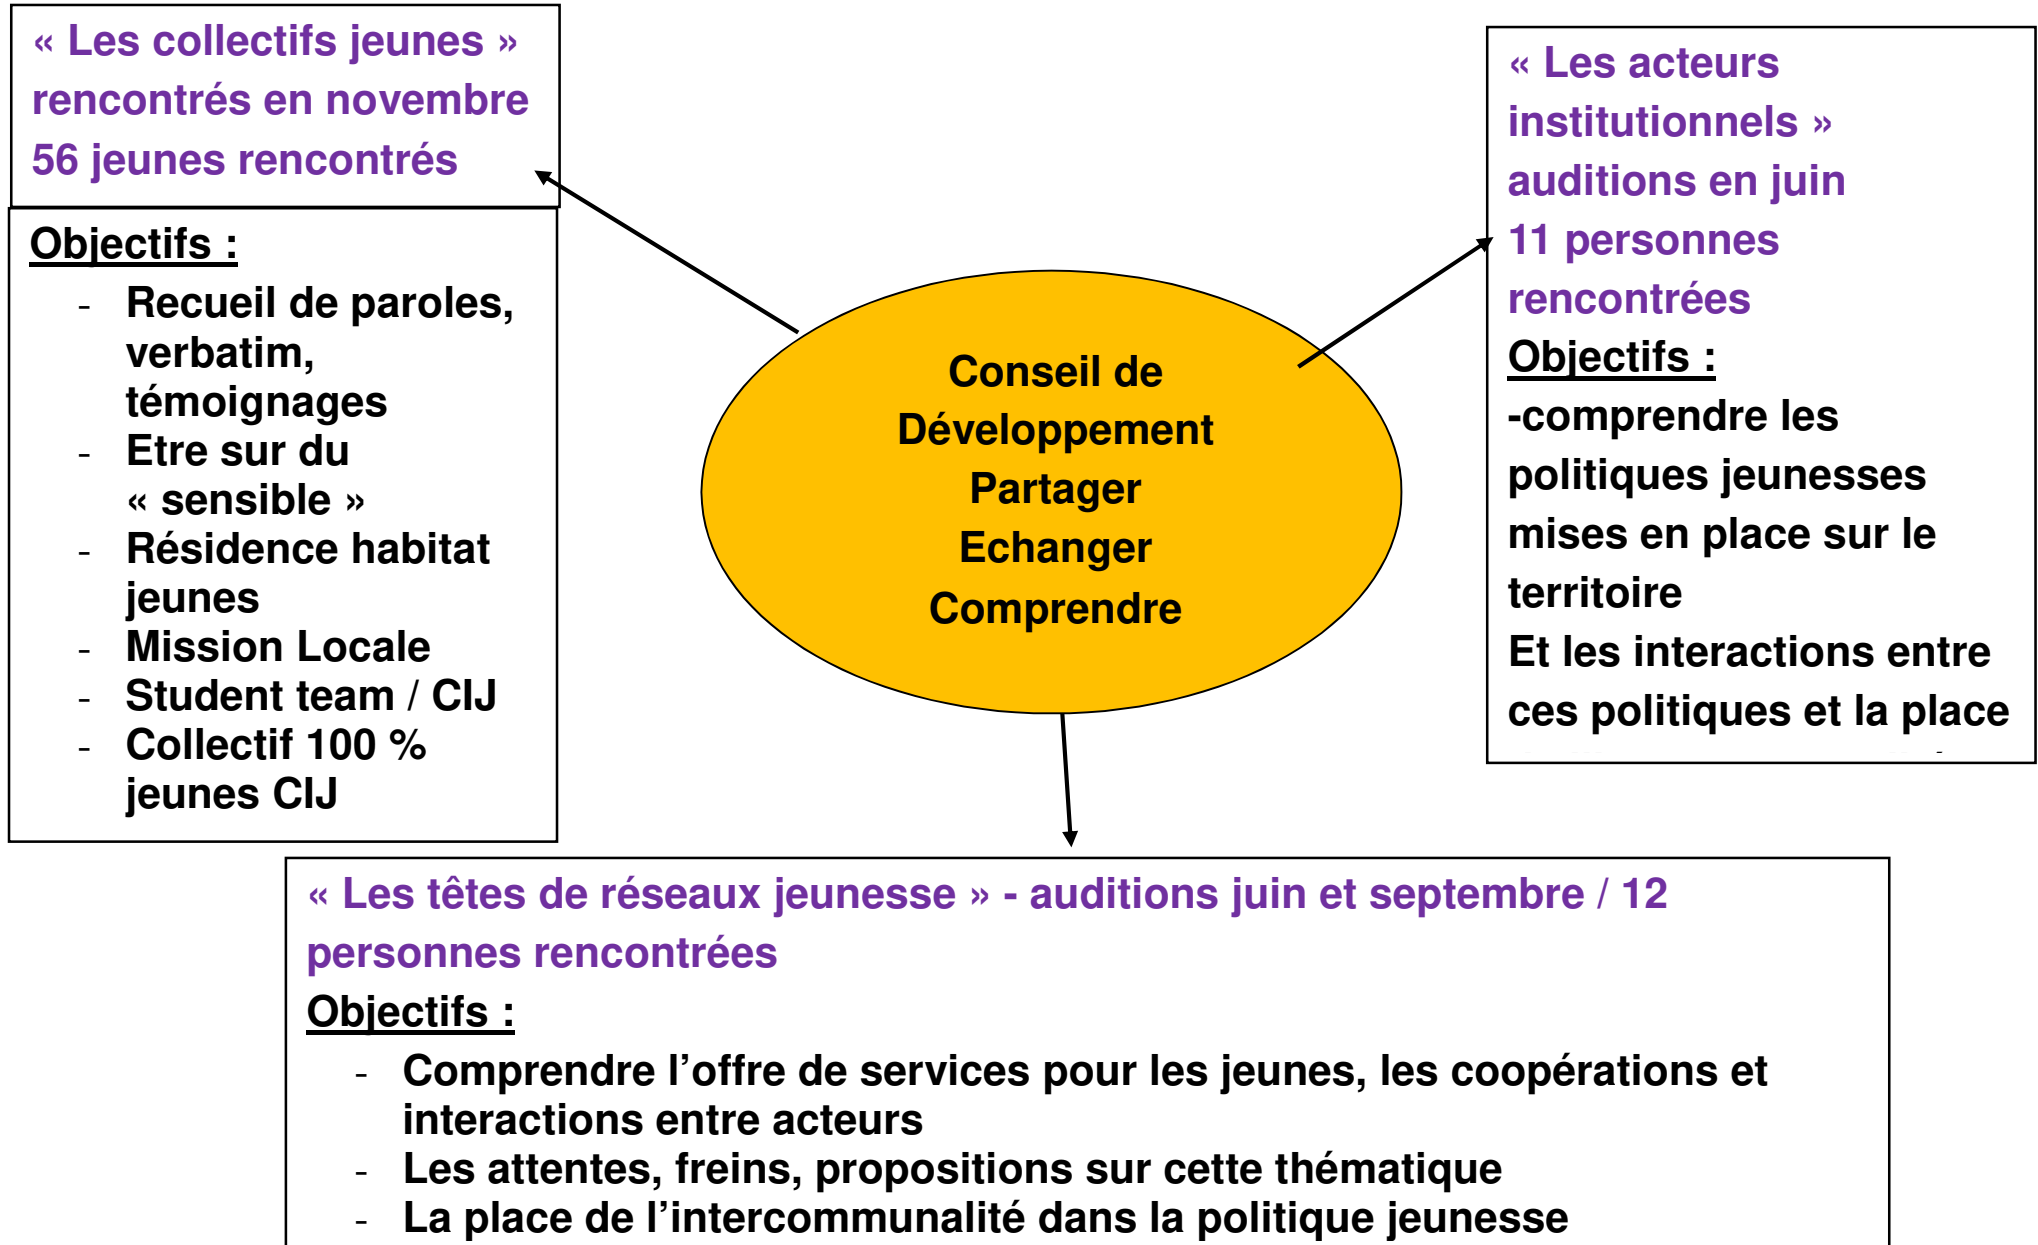 « Les collectifs jeunes »
rencontrés en novembre
56 jeunes rencontrés
Objectifs :
- Recueil de paroles,
verbatim,
témoignages
- Etre sur du
« sensible »
- Résidence habitat
jeunes
- Mission Locale
- Student team / CIJ
- Collectif 100 %
jeunes CIJ
Conseil de
Développement
Partager
Echanger
Comprendre
« Les acteurs
institutionnels »
auditions en juin
11 personnes
rencontrées
Objectifs :
-comprendre les
politiques jeunesses
mises en place sur le
territoire
Et les interactions entre
ces politiques et la place
« Les têtes de réseaux jeunesse » - auditions juin et septembre / 12
personnes rencontrées
Objectifs :
- Comprendre l’offre de services pour les jeunes, les coopérations et
interactions entre acteurs
- Les attentes, freins, propositions sur cette thématique
- La place de l’intercommunalité dans la politique jeunesse